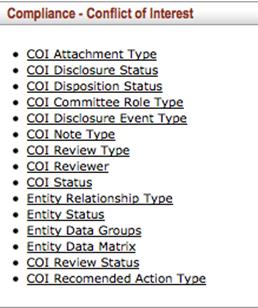 Compliance - Conflict of Interest
COI Attachment Type
COI Disclosure Status
COI Disposition Status
COI Committee Role Type
COI Disclosure Event Type
COI Note Type
COI Review Type
COI Reviewer
COI Status
Entity Relationship Type
Entity Status
Entity Data Groups
Entity Data Matrix
COI Review Status
COI Recomended Action Type